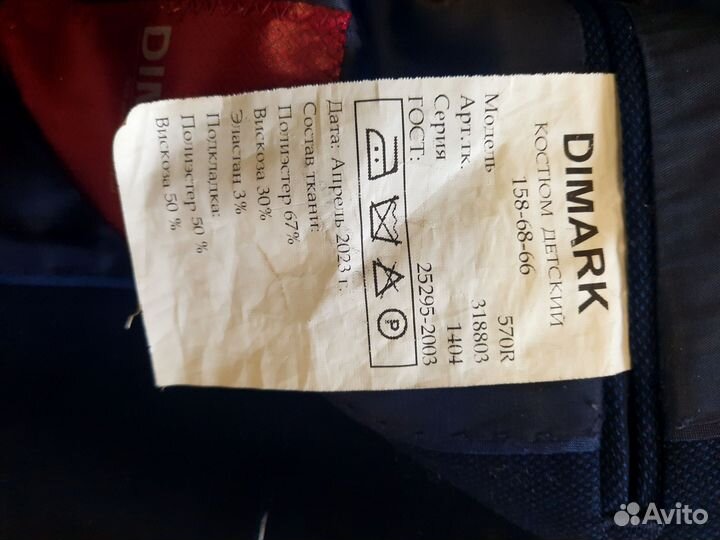 DIMARK
КОСТЮМ ДЕТСКИЙ
158-68-66
Модель 570R
Арт.тк. 318803
Серия 1404
ГОСТ: 25295-2003
P
Дата: Апрель 2023 г.
Состав ткани:
Полиэстер 67%
Вискоза 30%
Эластан 3%
Подкладка:
Полиэстер 50 %
Вискоза 50 %
DIM
Avito